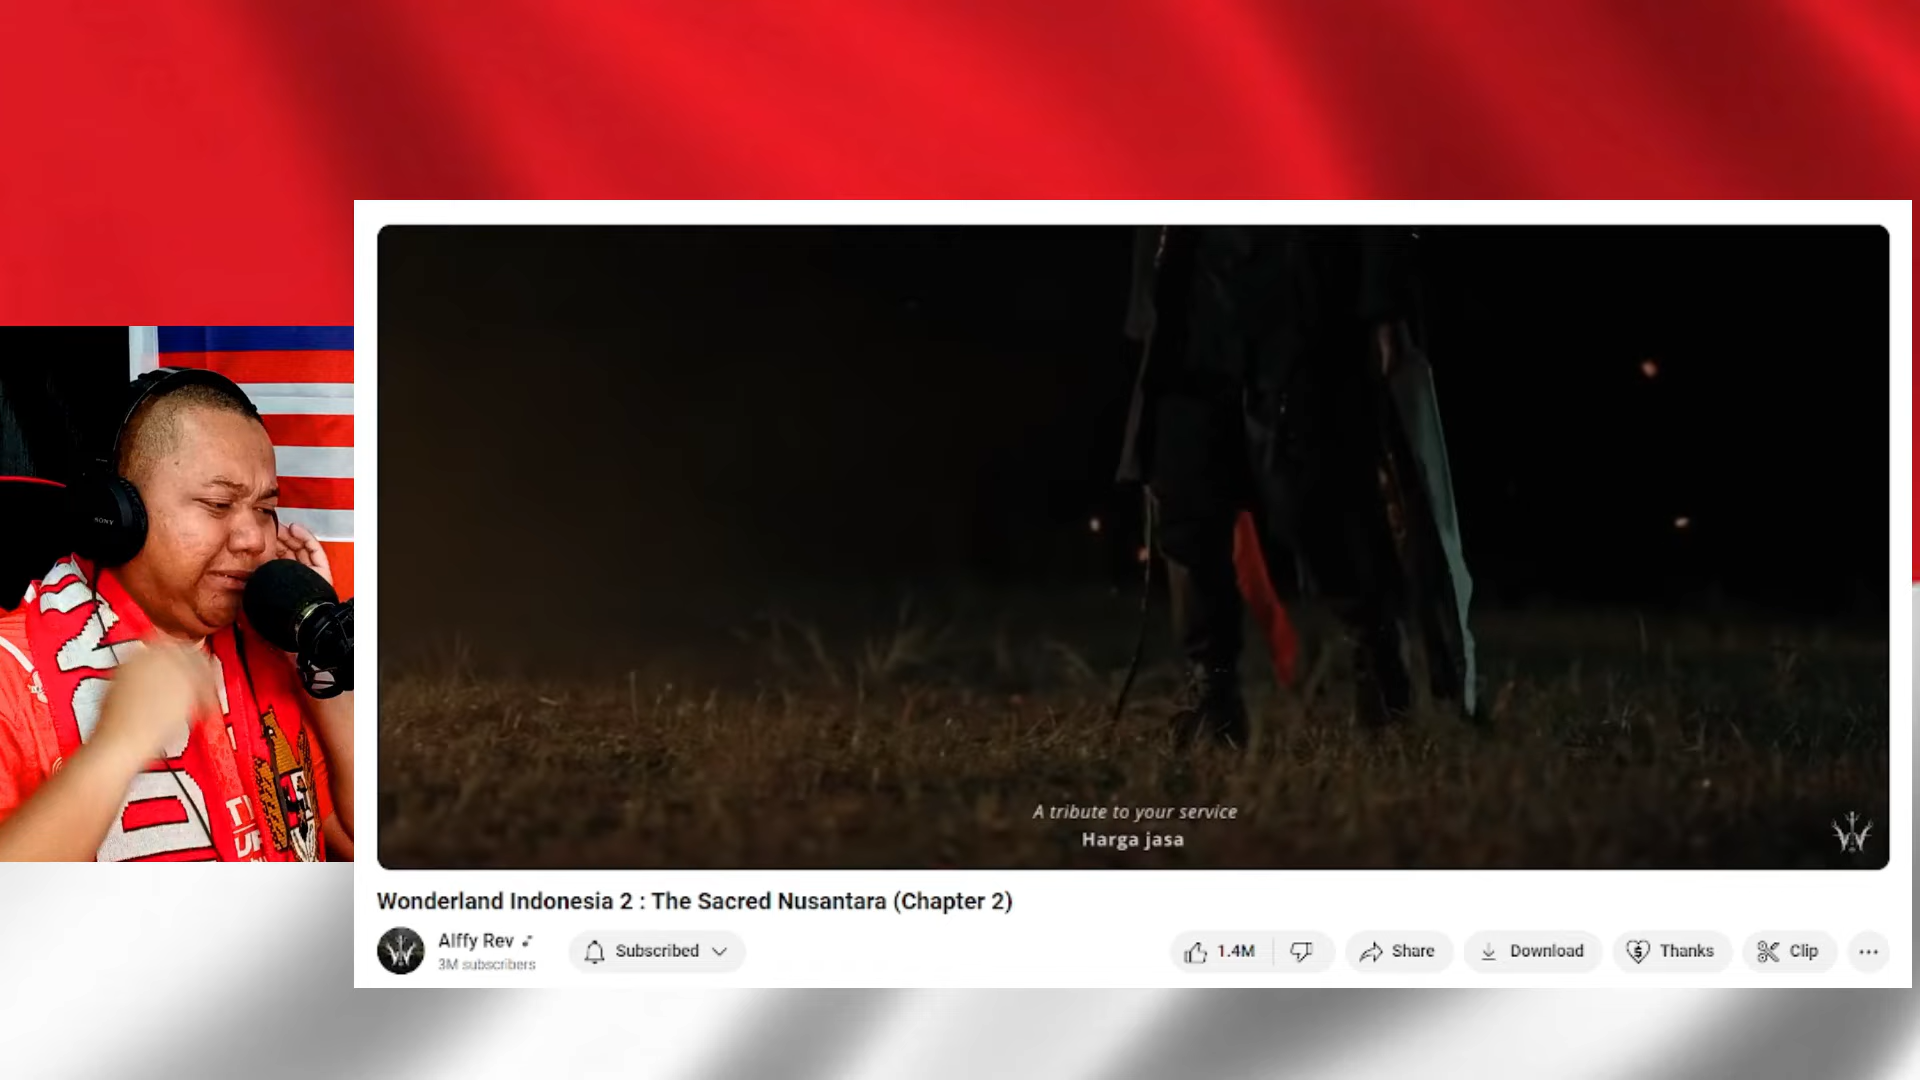 SONY
A tribute to your service
Harga jasa
Wonderland Indonesia 2 : The Sacred Nusantara (Chapter 2)
Alffy Rev
3M subscribers
Subscribed
1.4M
Share
Download
Thanks
Clip